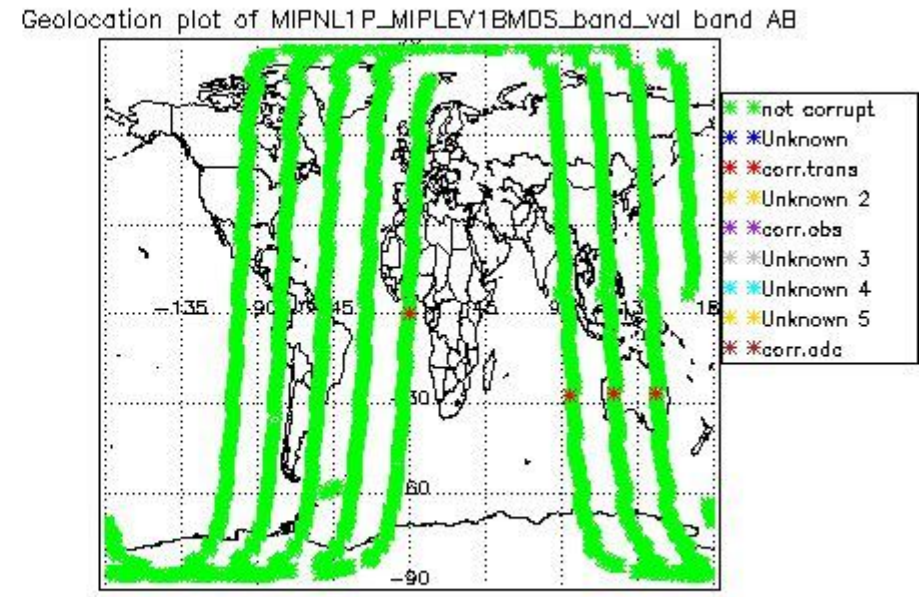 Geolocation plot of MIPNL1P_MIPLEV1BMDS_band_val band AB
not corrupt
Unknown
corr.trans
Unknown 2
corr.obs
Unknown 3
Unknown 4
Unknown 5
corr.adc
-135 -90 -45 45
-30
-60
-90